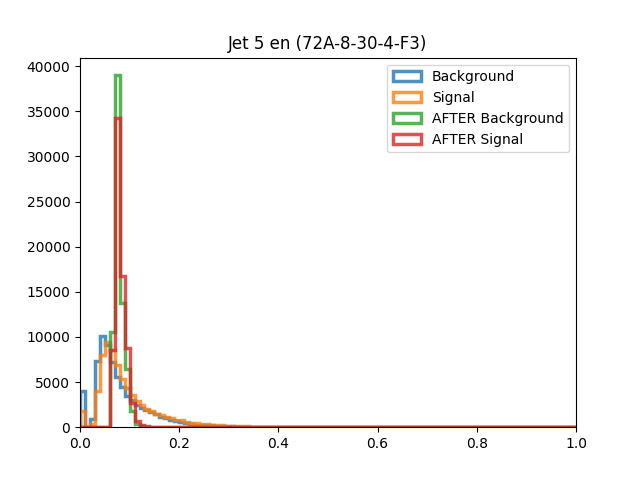 Jet 5 en (72A-8-30-4-F3)
40000
35000
30000
25000
20000
15000
10000
5000
0
0.0 0.2 0.4 0.6 0.8 1.0
Background
Signal
AFTER Background
AFTER Signal